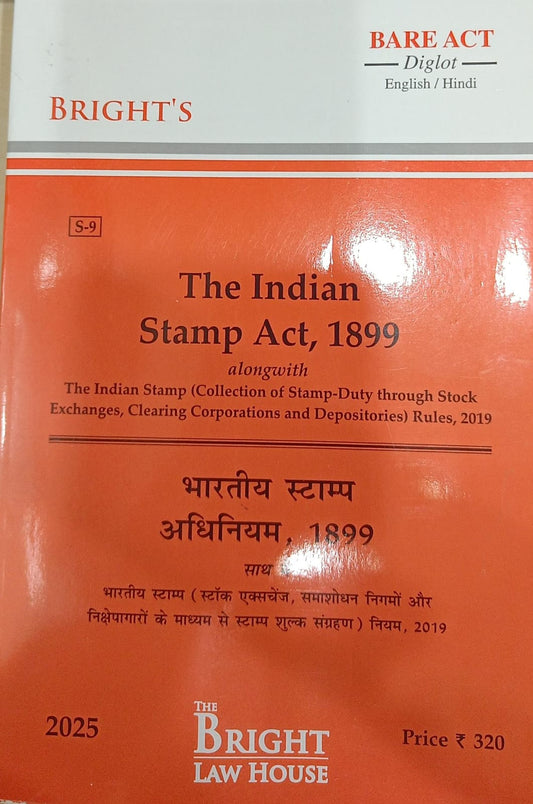 BARE ACT
Diglot
English / Hindi
BRIGHT'S
S-9
The Indian
Stamp Act, 1899
alongwith
The Indian Stamp (Collection of Stamp-Duty through Stock
Exchanges, Clearing Corporations and Depositories) Rules, 2019
भारतीय स्टाम्प
अधिनियम, 1899
साथ
भारतीय स्टाम्प (स्टॉक एक्सचेंज, समाशोधन निगमों और
निक्षेपागारों के माध्यम से स्टाम्प शुल्क संग्रहण) नियम, 2019
2025
THE
BRIGHT
LAW HOUSE
Price ₹ 320